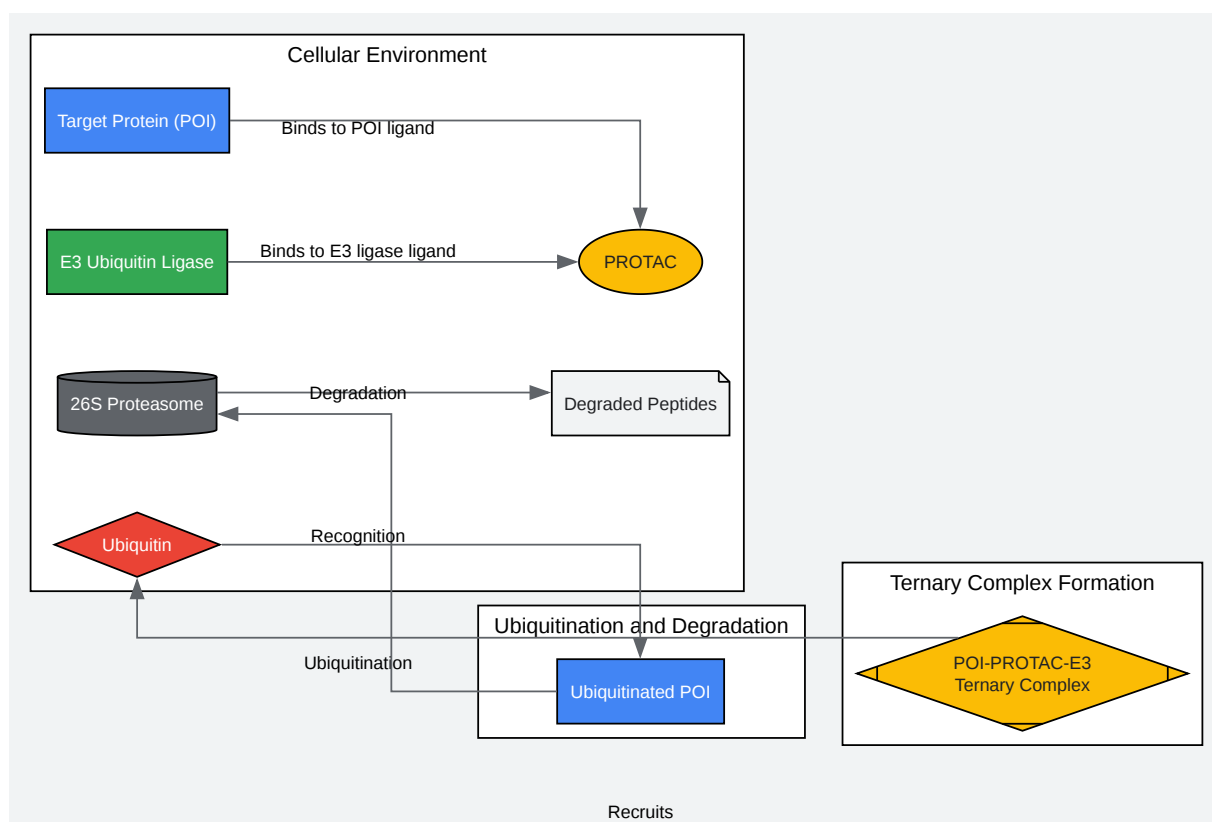 Cellular Environment
Target Protein (POI)
Binds to POI ligand
E3 Ubiquitin Ligase
Binds to E3 ligase ligand
PROTAC
26S Proteasome
Degradation
Degraded Peptides
Ubiquitin
Recognition
Ternary Complex Formation
Ubiquitination and Degradation
Ubiquitination
Ubiquitinated POI
POI-PROTAC-E3
Ternary Complex
Recruits